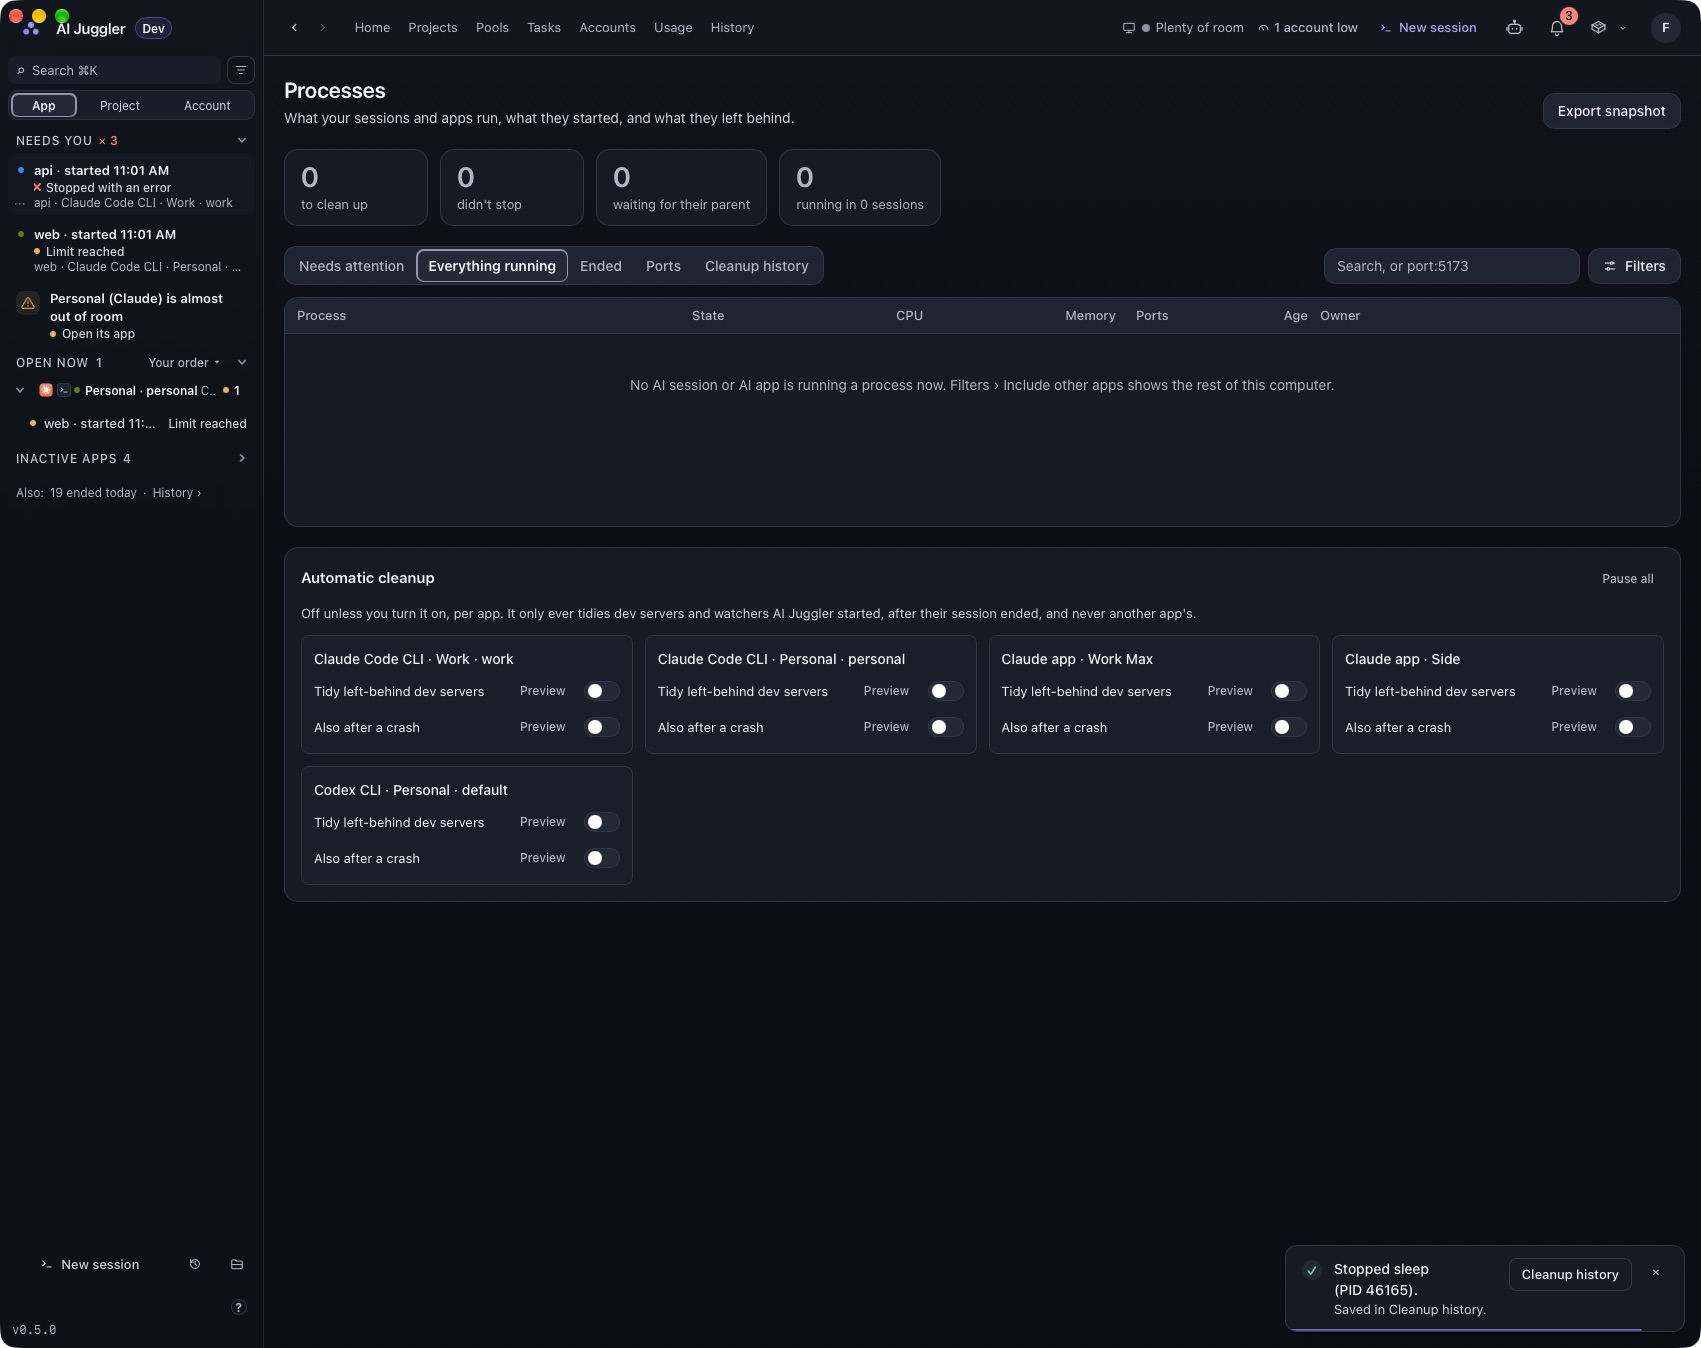 AI Juggler Dev
Search ⌘K
App Project Account
NEEDS YOU × 3
api · started 11:01 AM
Stopped with an error
api · Claude Code CLI · Work · work
web · started 11:01 AM
Limit reached
web · Claude Code CLI · Personal · ...
Personal (Claude) is almost
out of room
Open its app
OPEN NOW 1 Your order
Personal · personal C.. 1
web · started 11:... Limit reached
INACTIVE APPS 4
Also: 19 ended today · History ›
New session
?
v0.5.0
Home Projects Pools Tasks Accounts Usage History
Plenty of room 1 account low New session 3 F
Processes
What your sessions and apps run, what they started, and what they left behind.
Export snapshot
0
to clean up
0
didn't stop
0
waiting for their parent
0
running in 0 sessions
Needs attention Everything running Ended Ports Cleanup history
Search, or port:5173 Filters
Process State CPU Memory Ports Age Owner
No AI session or AI app is running a process now. Filters › Include other apps shows the rest of this computer.
Automatic cleanup
Pause all
Off unless you turn it on, per app. It only ever tidies dev servers and watchers AI Juggler started, after their session ended, and never another app's.
Claude Code CLI · Work · work
Tidy left-behind dev servers Preview
Also after a crash Preview
Claude Code CLI · Personal · personal
Tidy left-behind dev servers Preview
Also after a crash Preview
Claude app · Work Max
Tidy left-behind dev servers Preview
Also after a crash Preview
Claude app · Side
Tidy left-behind dev servers Preview
Also after a crash Preview
Codex CLI · Personal · default
Tidy left-behind dev servers Preview
Also after a crash Preview
Stopped sleep
(PID 46165).
Saved in Cleanup history.
Cleanup history
×